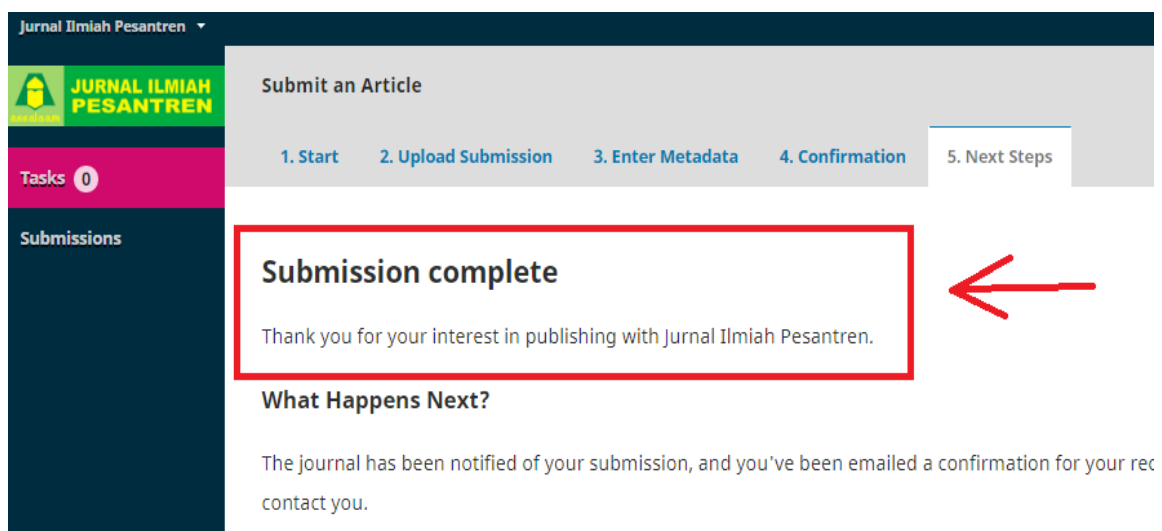 Jurnal Ilmiah Pesantren
JURNAL ILMIAH
PESANTREN
Tasks 0
Submissions
Submit an Article
1. Start 2. Upload Submission 3. Enter Metadata 4. Confirmation 5. Next Steps
Submission complete
Thank you for your interest in publishing with Jurnal Ilmiah Pesantren.
What Happens Next?
The journal has been notified of your submission, and you've been emailed a confirmation for your
contact you.